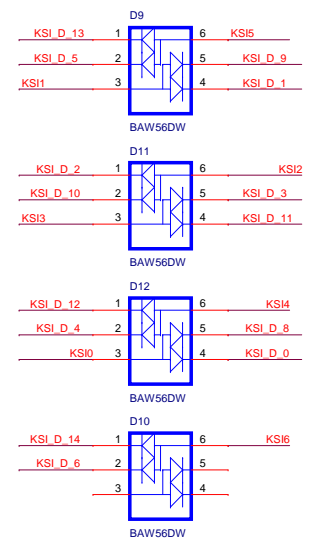 D9
KSI_D_13 1 6 KSI5
KSI_D_5 2 5 KSI_D_9
KSI1 3 4 KSI_D_1
BAW56DW
D11
KSI_D_2 1 6 KSI2
KSI_D_10 2 5 KSI_D_3
KSI3 3 4 KSI_D_11
BAW56DW
D12
KSI_D_12 1 6 KSI4
KSI_D_4 2 5 KSI_D_8
KSI0 3 4 KSI_D_0
BAW56DW
D10
KSI_D_14 1 6 KSI6
KSI_D_6 2 5
3 4
BAW56DW